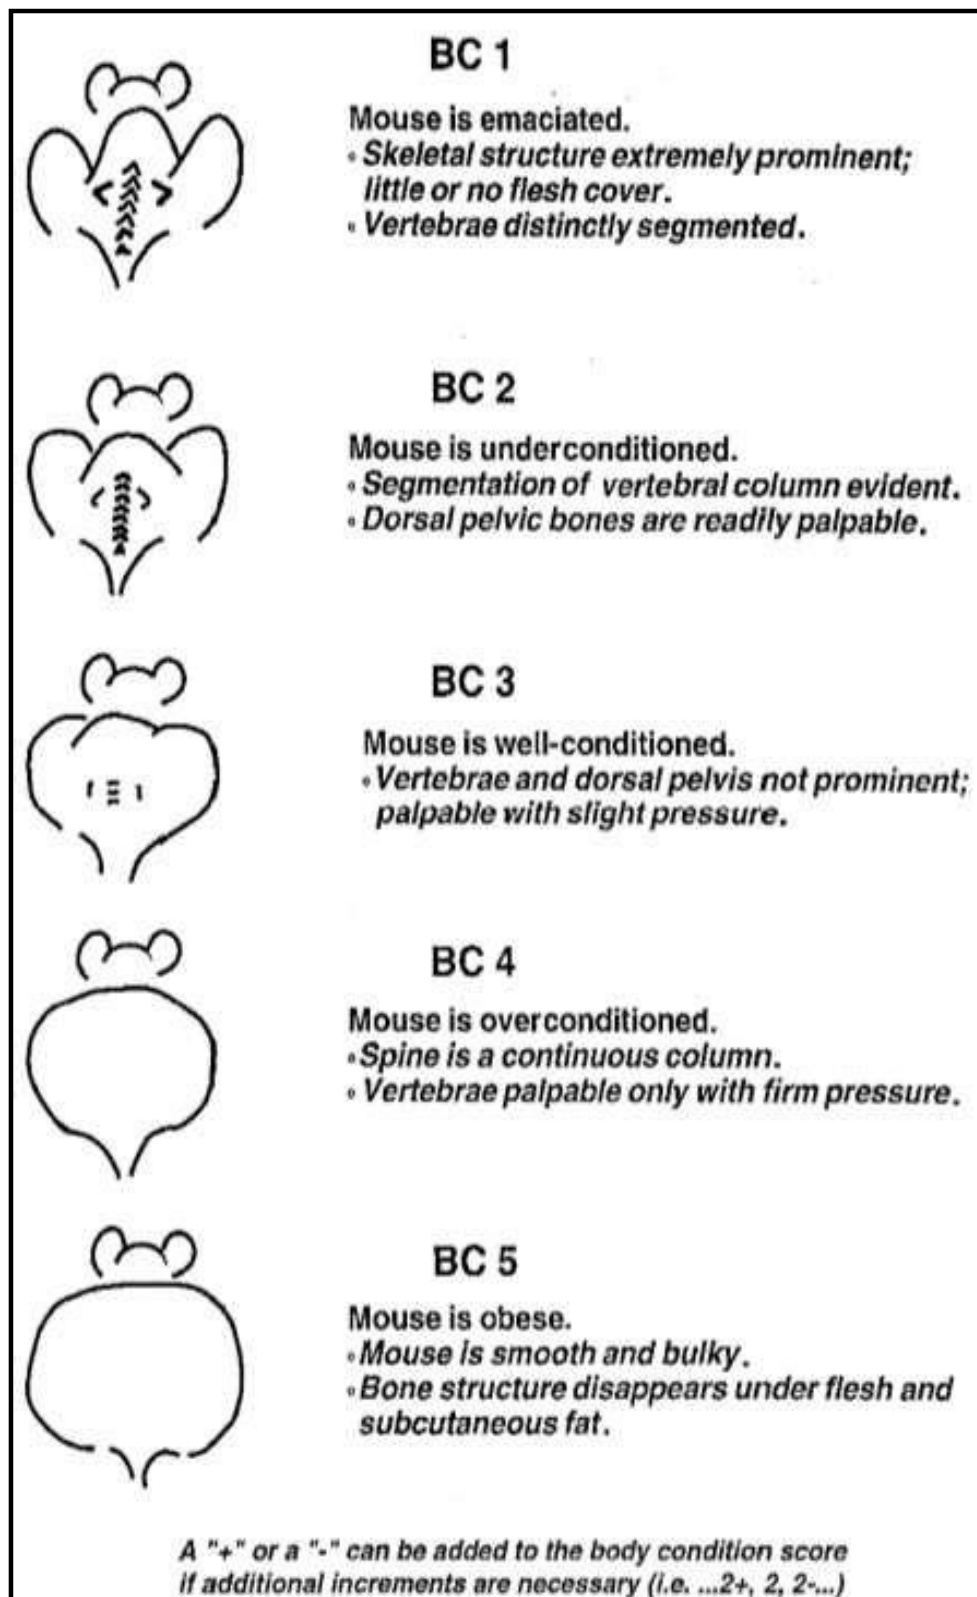 BC 1
Mouse is emaciated.
◦ Skeletal structure extremely prominent;
little or no flesh cover.
◦ Vertebrae distinctly segmented.
BC 2
Mouse is underconditioned.
◦ Segmentation of vertebral column evident.
◦ Dorsal pelvic bones are readily palpable.
BC 3
Mouse is well-conditioned.
◦ Vertebrae and dorsal pelvis not prominent;
palpable with slight pressure.
BC 4
Mouse is overconditioned.
◦ Spine is a continuous column.
◦ Vertebrae palpable only with firm pressure.
BC 5
Mouse is obese.
◦ Mouse is smooth and bulky.
◦ Bone structure disappears under flesh and
subcutaneous fat.
A "+" or a "-" can be added to the body condition score
if additional increments are necessary (i.e. ...2+, 2, 2-...)